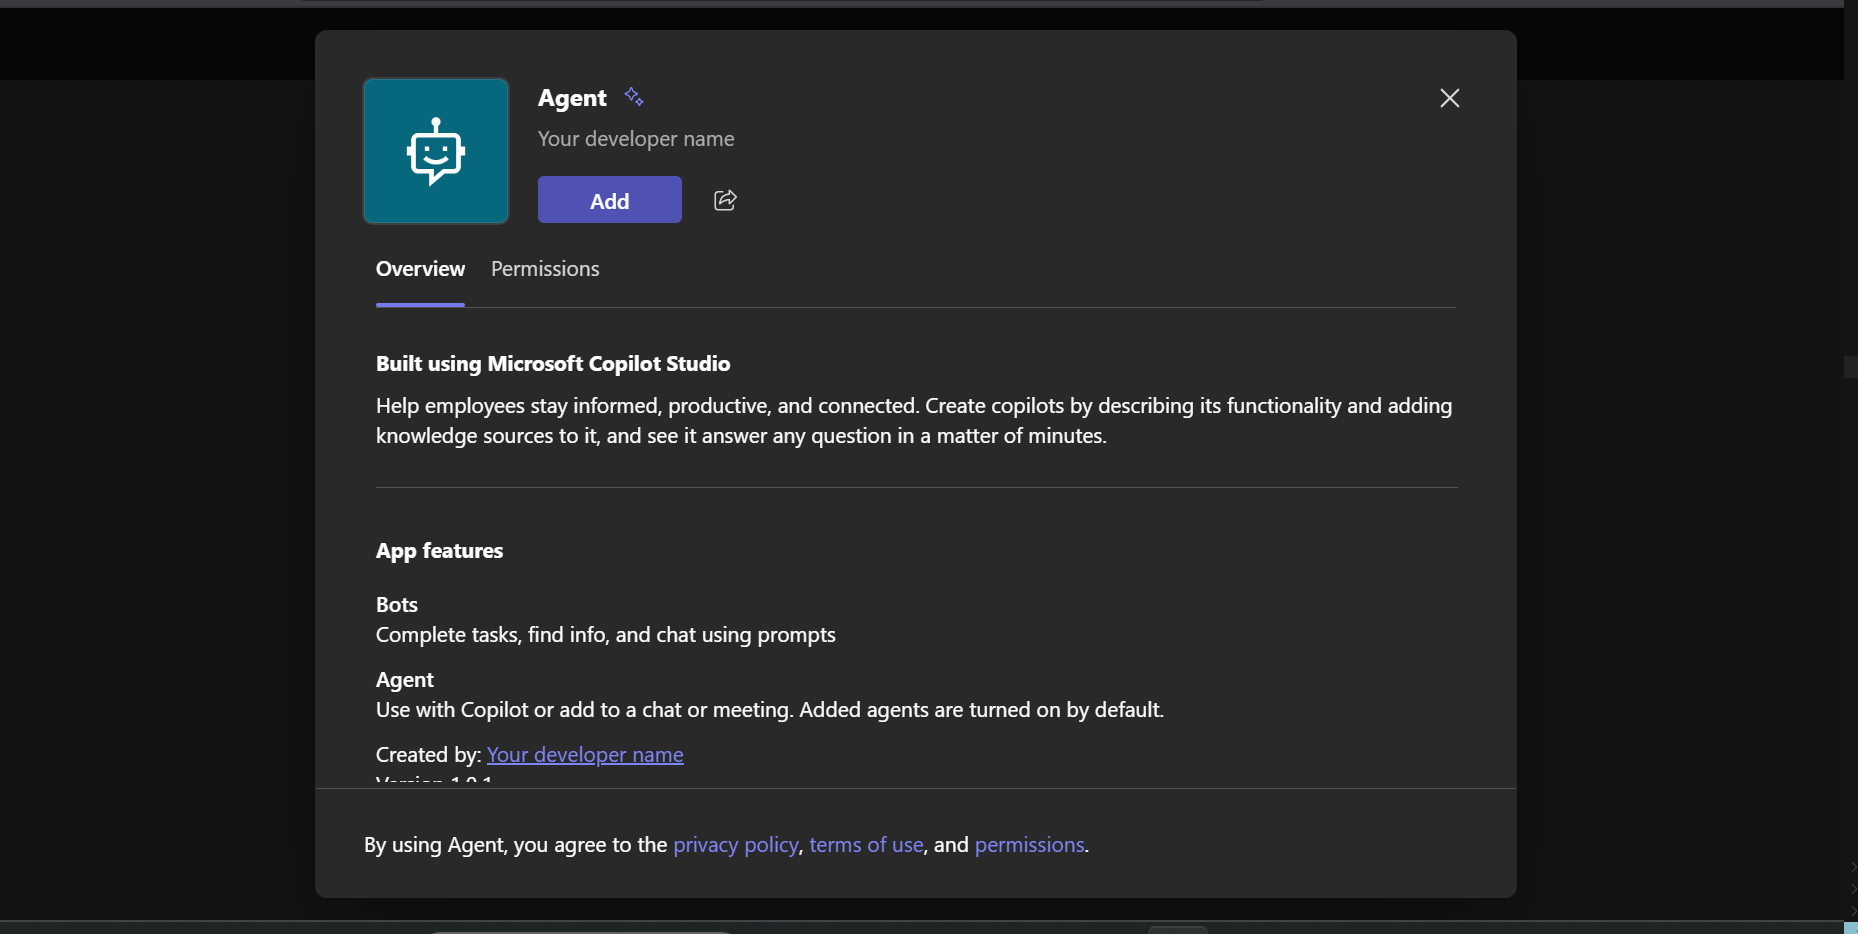 Agent
Your developer name
Add
Overview Permissions
Built using Microsoft Copilot Studio
Help employees stay informed, productive, and connected. Create copilots by describing its functionality and adding
knowledge sources to it, and see it answer any question in a matter of minutes.
App features
Bots
Complete tasks, find info, and chat using prompts
Agent
Use with Copilot or add to a chat or meeting. Added agents are turned on by default.
Created by: Your developer name
Version 1.0.1
By using Agent, you agree to the privacy policy, terms of use, and permissions.